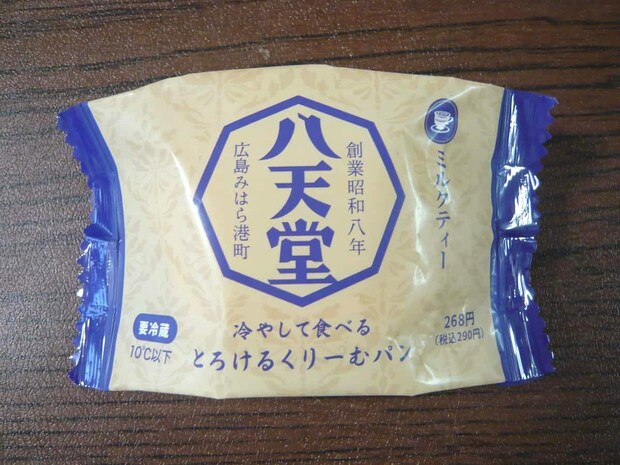 八天堂
創業昭和八年
広島みはら港町
ミルクティー
冷やして食べる
とろけるくりーむパン
要冷蔵
10℃以下
268円
(税込290円)